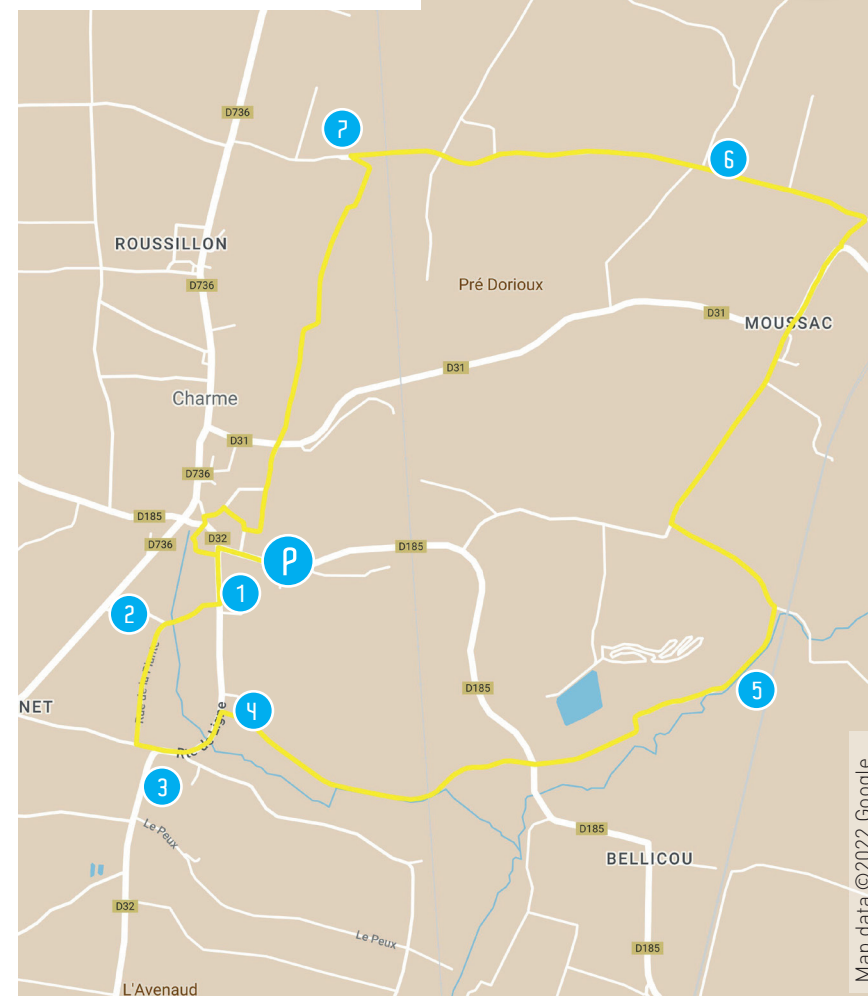 D736
7
6
ROUSSILLON
D736
Pré Dorioux
D31
MOUSSAC
D31
Charme
D31
D736
D185
D32
D736
P
D185
1
2
Rue de la Plante
NET
4
D185
5
Rte de Ligné
3
Le Peux
D185
BELLICOU
D32
Le Peux
D185
L'Avenaud
Map data ©2022 Google